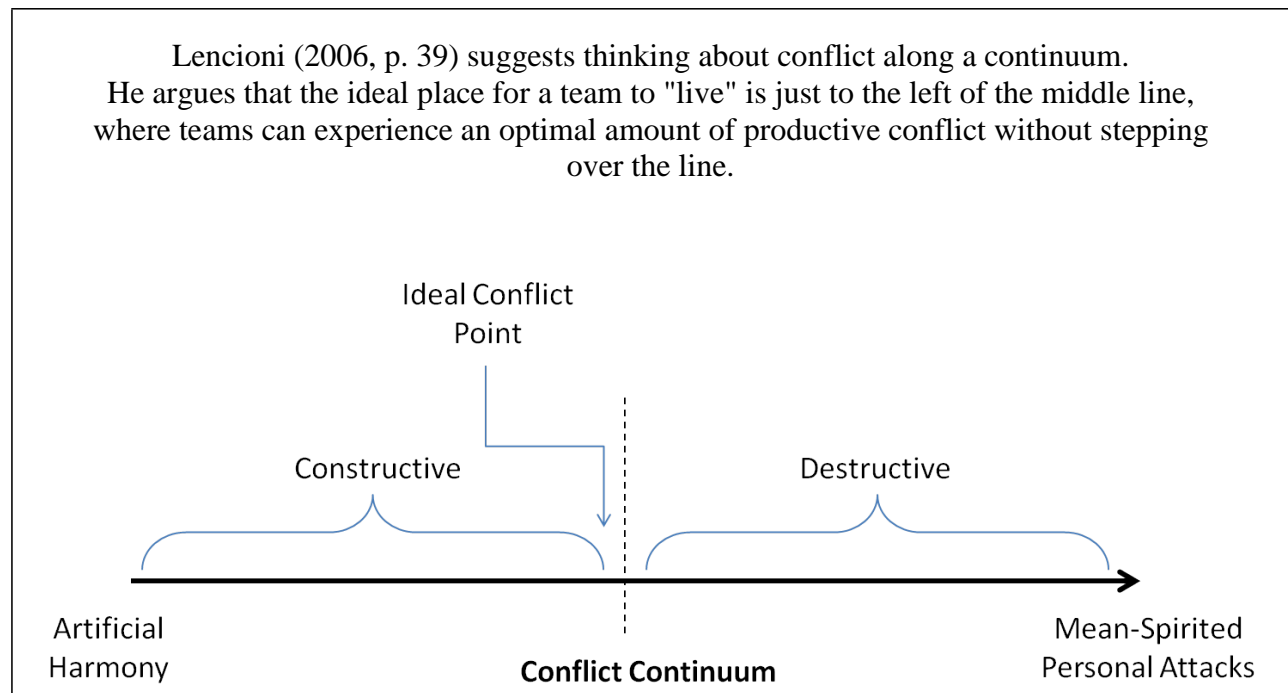 Lencioni (2006, p. 39) suggests thinking about conflict along a continuum.
He argues that the ideal place for a team to "live" is just to the left of the middle line,
where teams can experience an optimal amount of productive conflict without stepping
over the line.
Ideal Conflict
Point
Constructive
Destructive
Artificial
Harmony
Conflict Continuum
Mean-Spirited
Personal Attacks